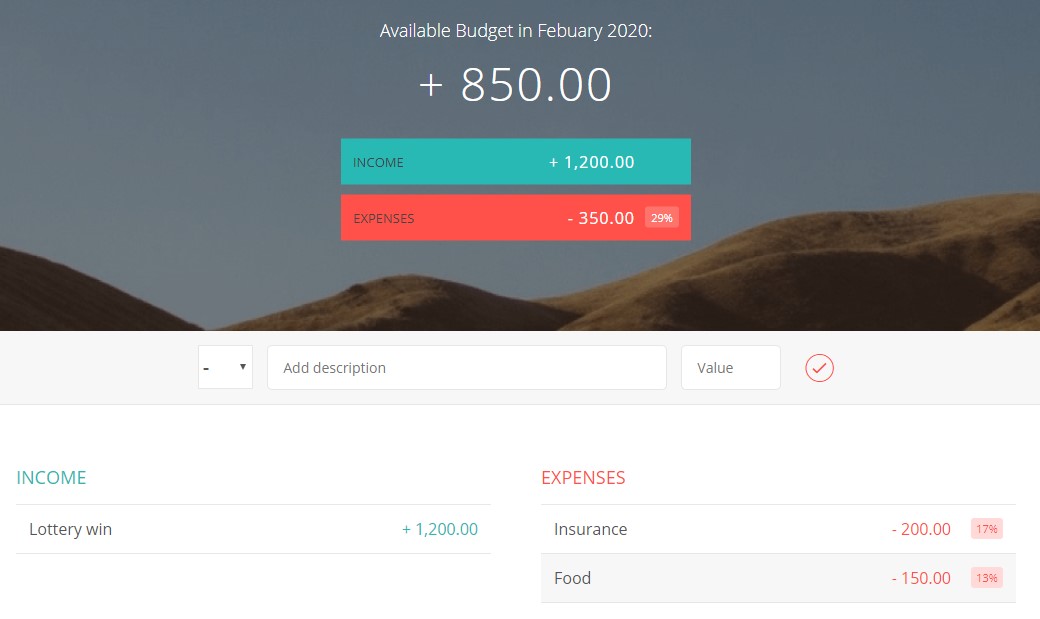 Available Budget in Febuary 2020:
+ 850.00
INCOME + 1,200.00
EXPENSES - 350.00 29%
- ▼ Add description Value
INCOME
Lottery win + 1,200.00
EXPENSES
Insurance - 200.00 17%
Food - 150.00 13%